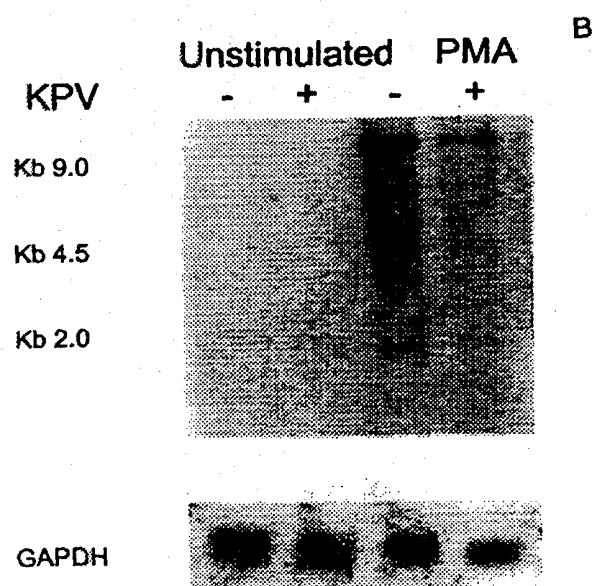 B
Unstimulated PMA
KPV - + - +
Kb 9.0
Kb 4.5
Kb 2.0
GAPDH